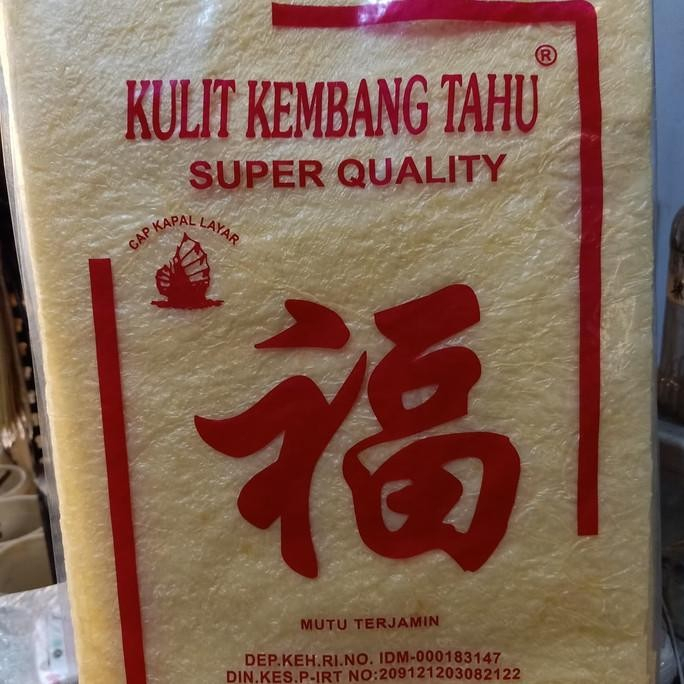 ®
KULIT KEMBANG TAHU
SUPER QUALITY
CAP KAPAL LAYAR
福
MUTU TERJAMIN
DEP.KEH.RI.NO. IDM-000183147
DIN.KES.P-IRT NO:209121203082122